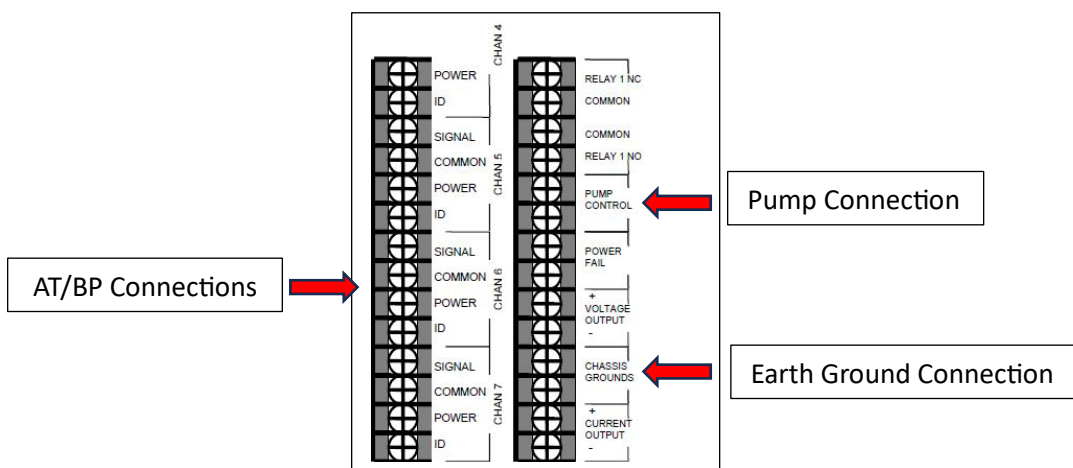 CHAN 4
POWER
ID
SIGNAL
COMMON
CHAN 5
POWER
ID
SIGNAL
COMMON
CHAN 6
POWER
ID
SIGNAL
COMMON
CHAN 7
POWER
ID
RELAY 1 NC
COMMON
COMMON
RELAY 1 NO
PUMP
CONTROL
POWER
FAIL
+
VOLTAGE
OUTPUT
-
CHASSIS
GROUNDS
+
CURRENT
OUTPUT
-
AT/BP Connections
Pump Connection
Earth Ground Connection